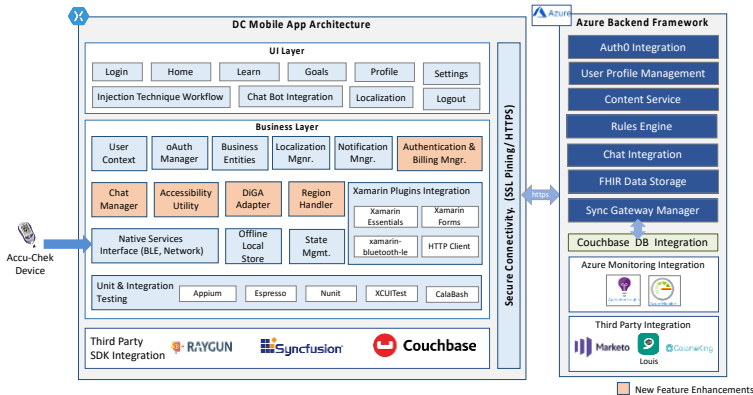 DC Mobile App Architecture
UI Layer
Login
Home
Learn
Goals
Profile
Settings
Injection Technique Workflow
Chat Bot Integration
Localization
Logout
Business Layer
User
Context
oAuth
Manager
Business
Entities
Localization
Mgnr.
Notification
Mngr.
Authentication &
Billing Mngr.
Chat
Manager
Accessibility
Utility
DiGA
Adapter
Region
Handler
Xamarin Plugins Integration
Xamarin
Essentials
Xamarin
Forms
xamarin-
bluetooth-le
HTTP Client
Native Services
Interface (BLE, Network)
Offline
Local
Store
State
Mgmt.
Accu-Chek
Device
Unit & Integration
Testing
Appium
Espresso
Nunit
XCUITest
CalaBash
Third Party
SDK Integration
RAYGUN
Syncfusion
Couchbase
Secure Connectivity. (SSL Pining/ HTTPS)
https
Azure
Azure Backend Framework
Auth0 Integration
User Profile Management
Content Service
Rules Engine
Chat Integration
FHIR Data Storage
Sync Gateway Manager
Couchbase DB Integration
Azure Monitoring Integration
Third Party Integration
Marketo
Louis
New Feature Enhancements